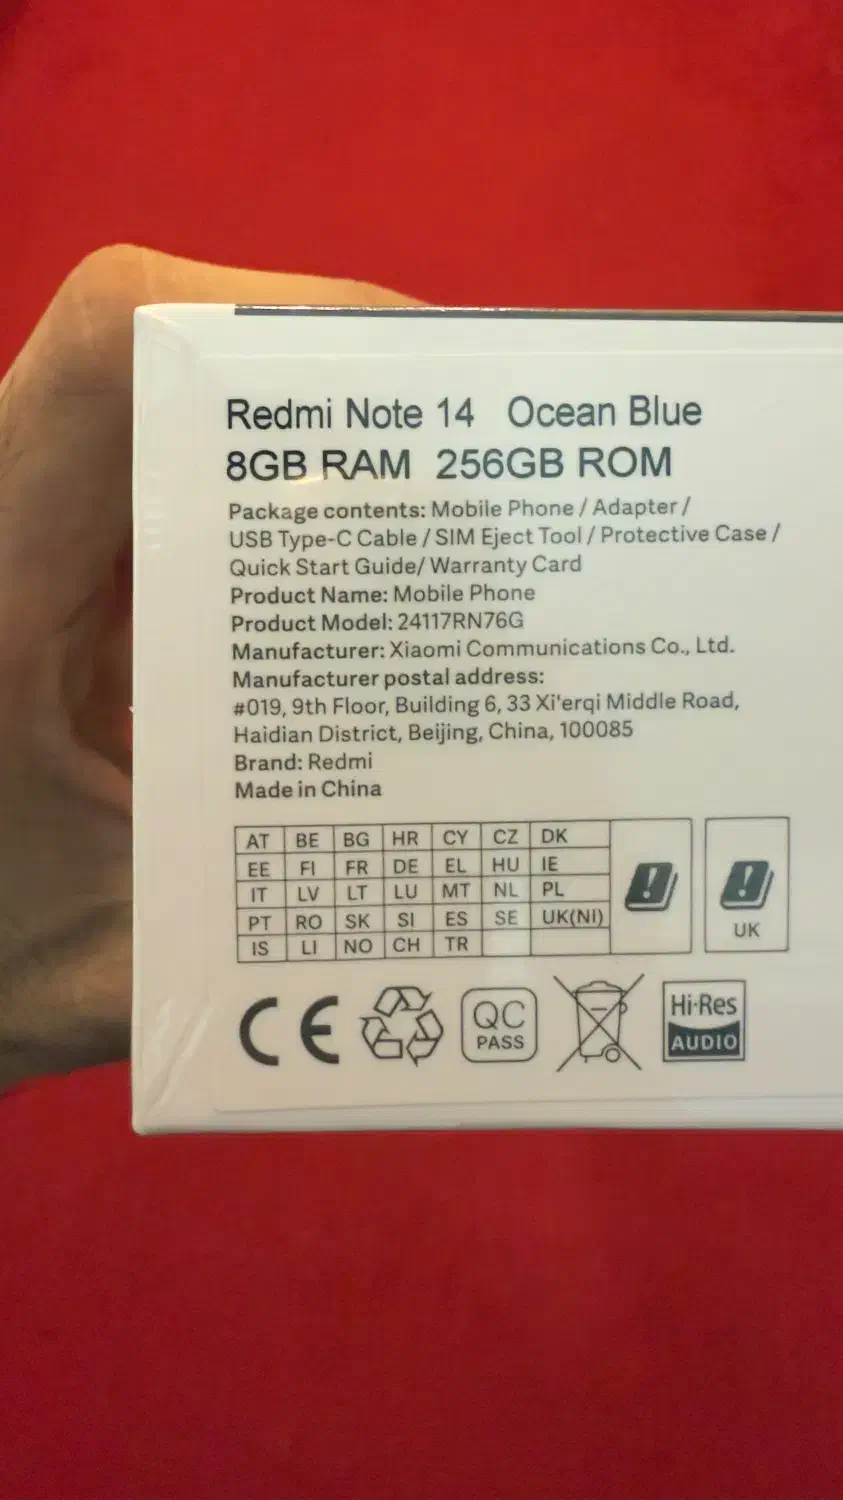 Redmi Note 14 Ocean Blue
8GB RAM 256GB ROM
Package contents: Mobile Phone / Adapter /
USB Type-C Cable / SIM Eject Tool / Protective Case /
Quick Start Guide/ Warranty Card
Product Name: Mobile Phone
Product Model: 24117RN76G
Manufacturer: Xiaomi Communications Co., Ltd.
Manufacturer postal address:
#019, 9th Floor, Building 6, 33 Xi'erqi Middle Road,
Haidian District, Beijing, China, 100085
Brand: Redmi
Made in China
AT BE BG HR CY CZ DK
EE FI FR DE EL HU IE
IT LV LT LU MT NL PL
PT RO SK SI ES SE UK(NI)
IS LI NO CH TR
UK
CE
QC
PASS
Hi-Res
AUDIO